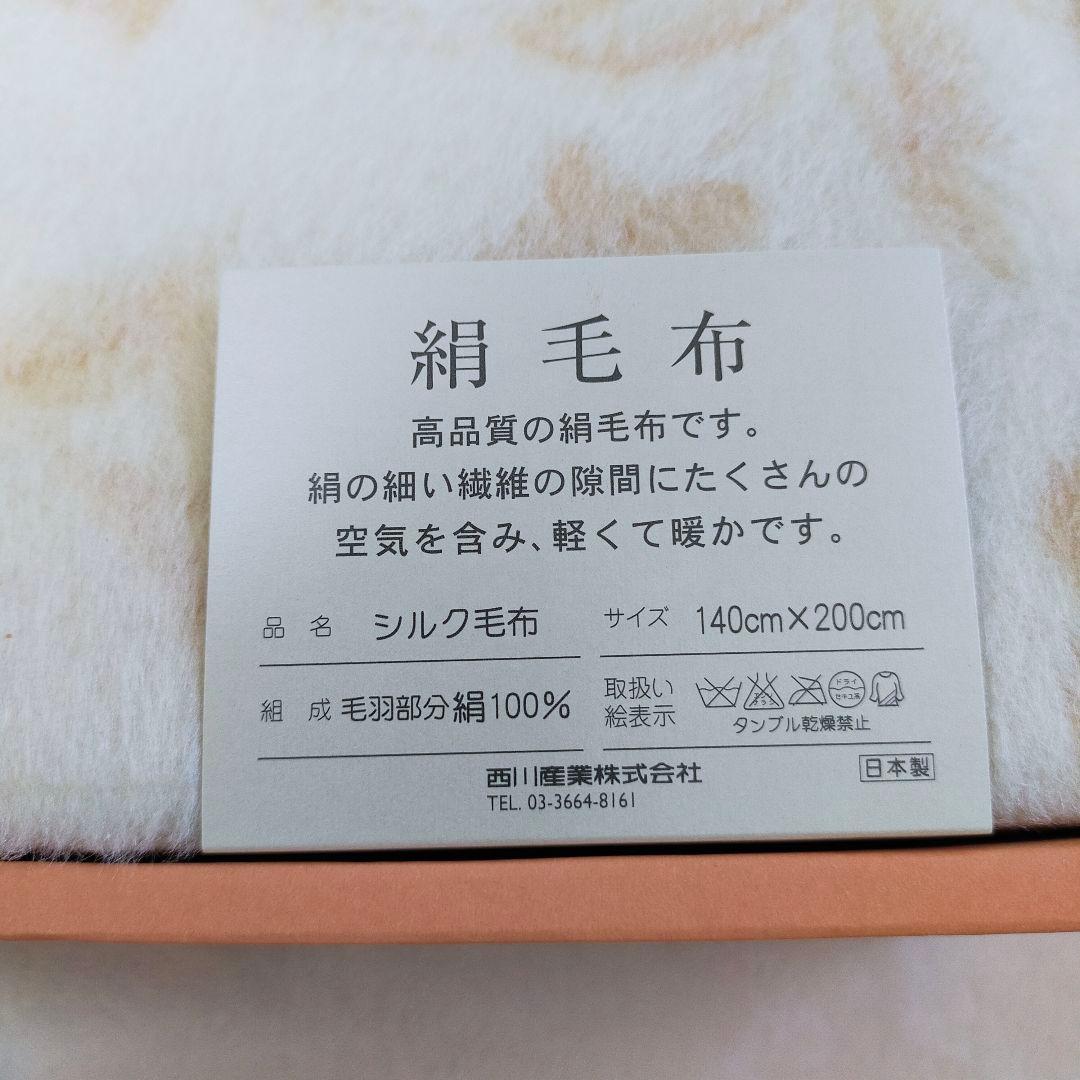 絹毛布
高品質の絹毛布です。
絹の細い繊維の隙間にたくさんの
空気を含み、軽くて暖かです。
品名 シルク毛布
サイズ 140cm×200cm
組成 毛羽部分絹100%
取扱い
絵表示
ドライ
セキユ系
タンブル乾燥禁止
西川産業株式会社
日本製
TEL. 03-3664-8161